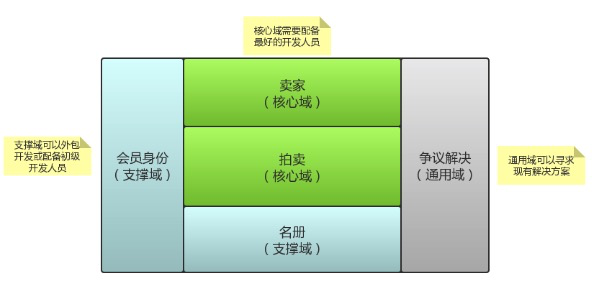 核心域需要配备
最好的开发人员
支撑域可以外包
开发或配备初级
开发人员
会员身份
（支撑域）
卖家
（核心域）
拍卖
（核心域）
名册
（支撑域）
争议解决
（通用域）
通用域可以寻求
现有解决方案